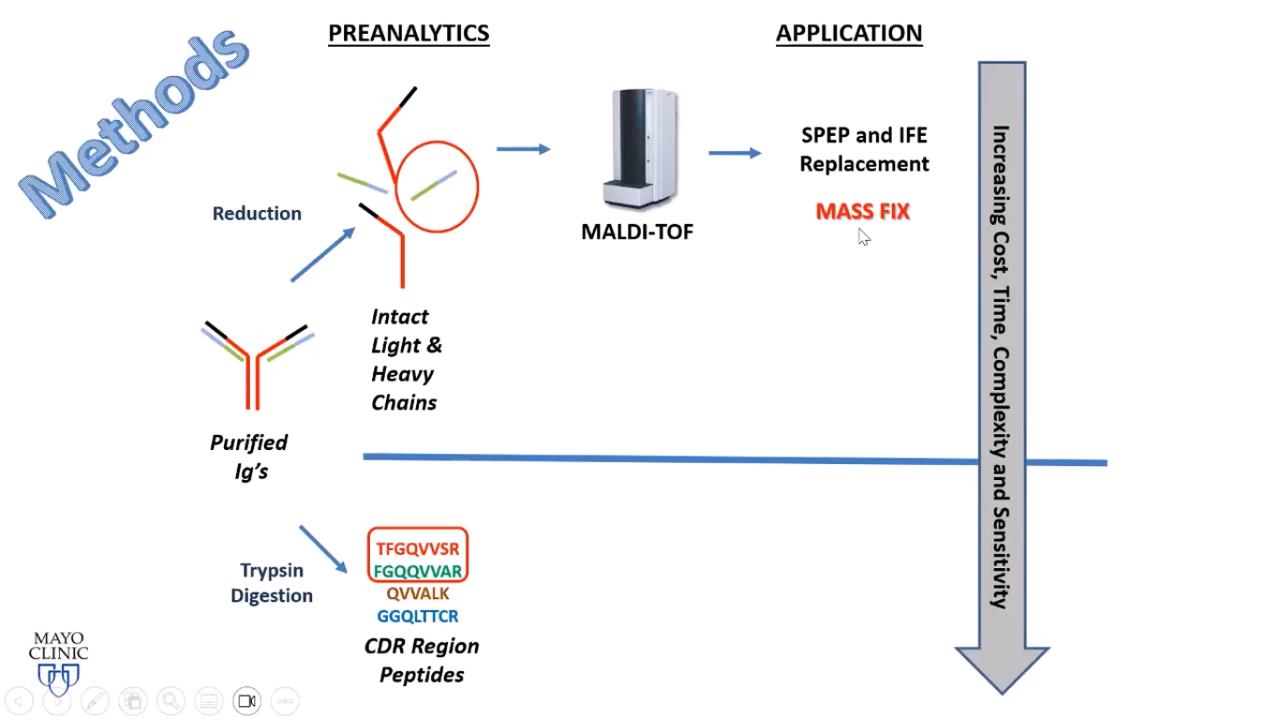 Methods
PREANALYTICS
APPLICATION
Reduction
MALDI-TOF
SPEP and IFE
Replacement
MASS FIX
Intact
Light &
Heavy
Chains
Purified
Ig's
Trypsin
Digestion
TFGQVVSR
FGQQVVAR
QVVALK
GGQLTTCR
CDR Region
Peptides
Increasing Cost, Time, Complexity and Sensitivity
MAYO
CLINIC